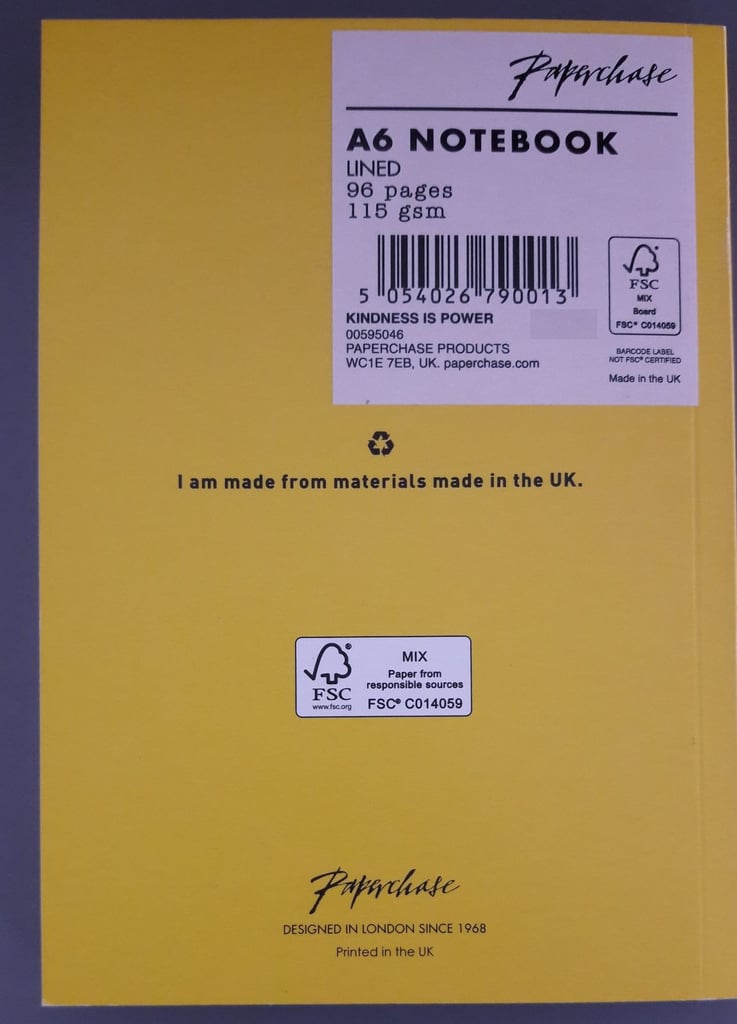 Paperchase
A6 NOTEBOOK
LINED
96 pages
115 gsm
5 054026 790013
KINDNESS IS POWER
00595046
PAPERCHASE PRODUCTS
WC1E 7EB, UK. paperchase.com
FSC
MIX
Board
FSC® C014059
BARCODE LABEL
NOT FSC® CERTIFIED
Made in the UK
I am made from materials made in the UK.
®
FSC
www.fsc.org
MIX
Paper from
responsible sources
FSC® C014059
Paperchase
DESIGNED IN LONDON SINCE 1968
Printed in the UK